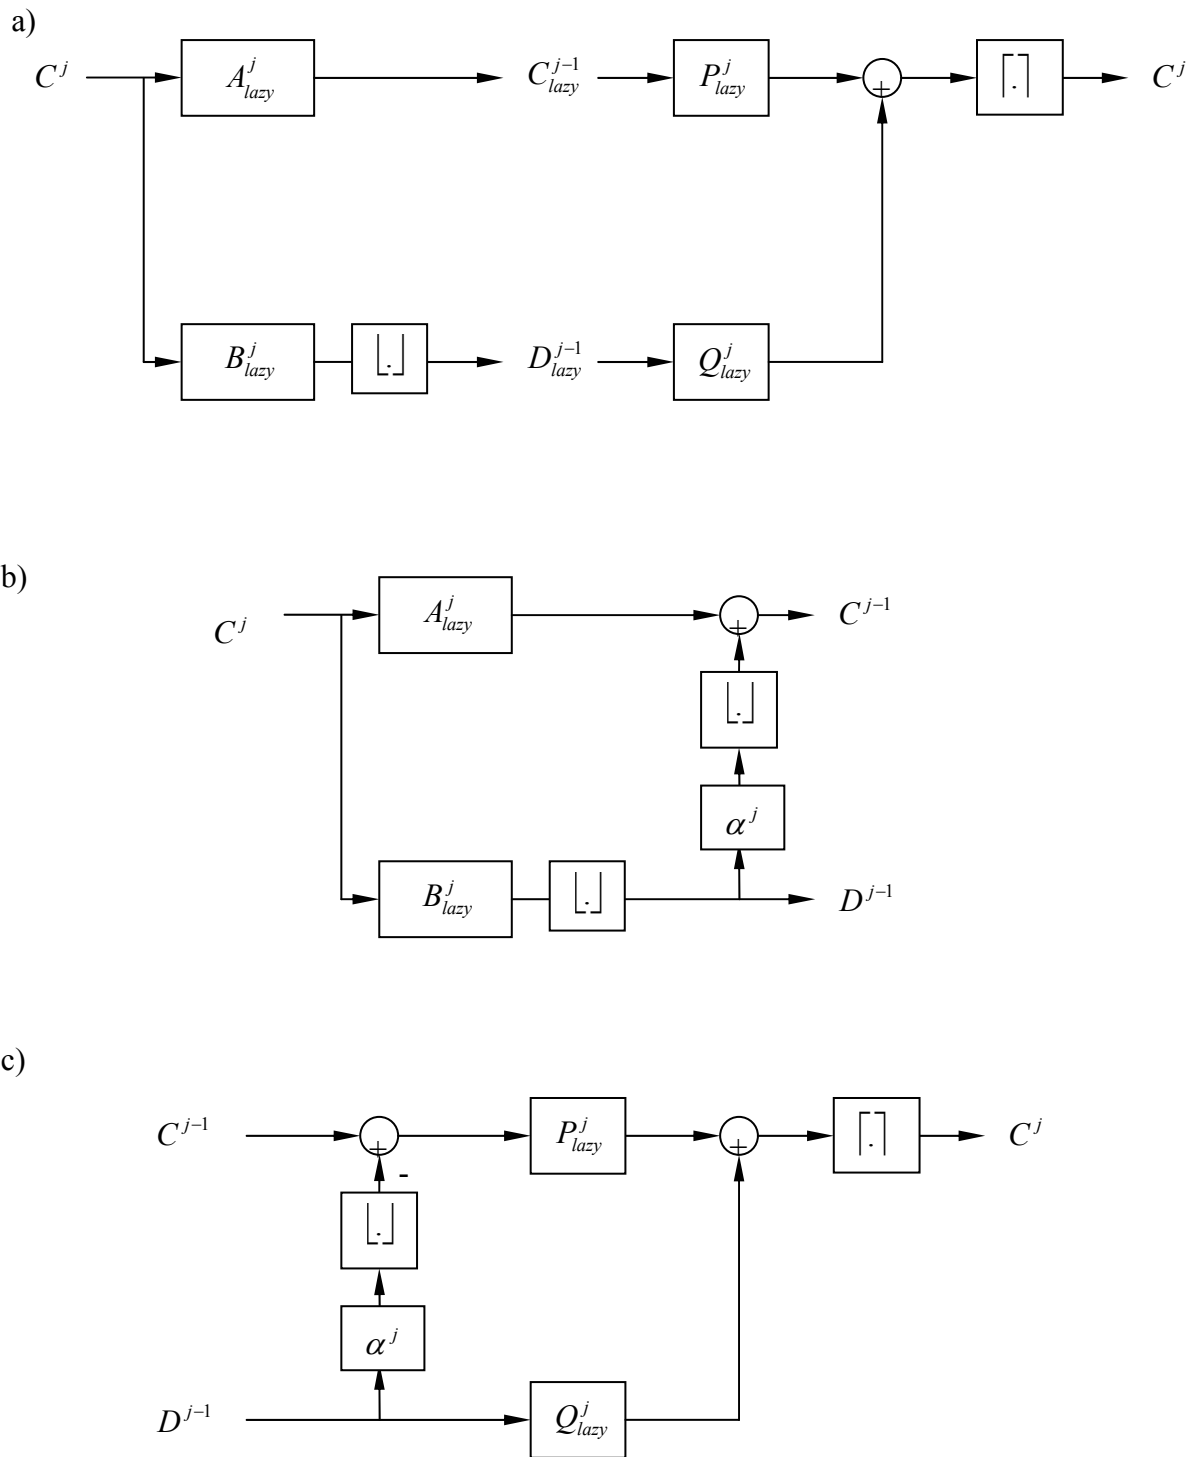 a)
C^j A^j_lazy C^{j-1}_lazy P^j_lazy + ⌈.⌉ C^j
B^j_lazy ⌊.⌋ D^{j-1}_lazy Q^j_lazy
b)
C^j A^j_lazy + C^{j-1}
⌊.⌋
α^j
B^j_lazy ⌊.⌋ D^{j-1}
c)
C^{j-1} + P^j_lazy + ⌈.⌉ C^j
-
⌊.⌋
α^j
D^{j-1} Q^j_lazy